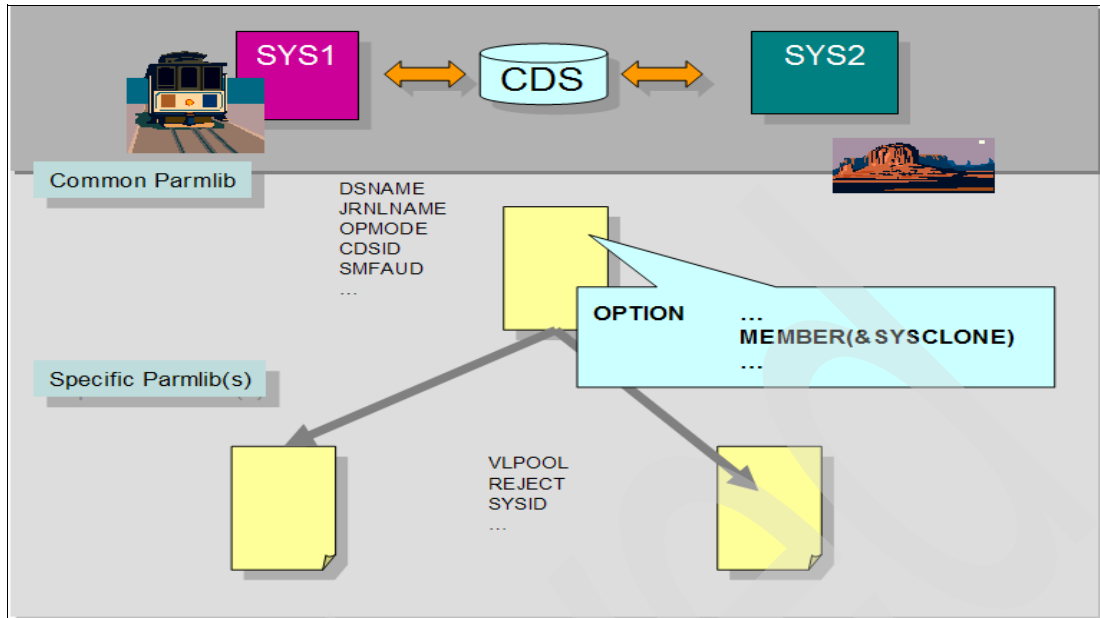 SYS1
CDS
SYS2
Common Parmlib
DSNAME
JRNLNAME
OPMODE
CDSID
SMFAUD
...
OPTION ...
MEMBER(&SYSCLONE)
...
Specific Parmlib(s)
VLPOOL
REJECT
SYSID
...